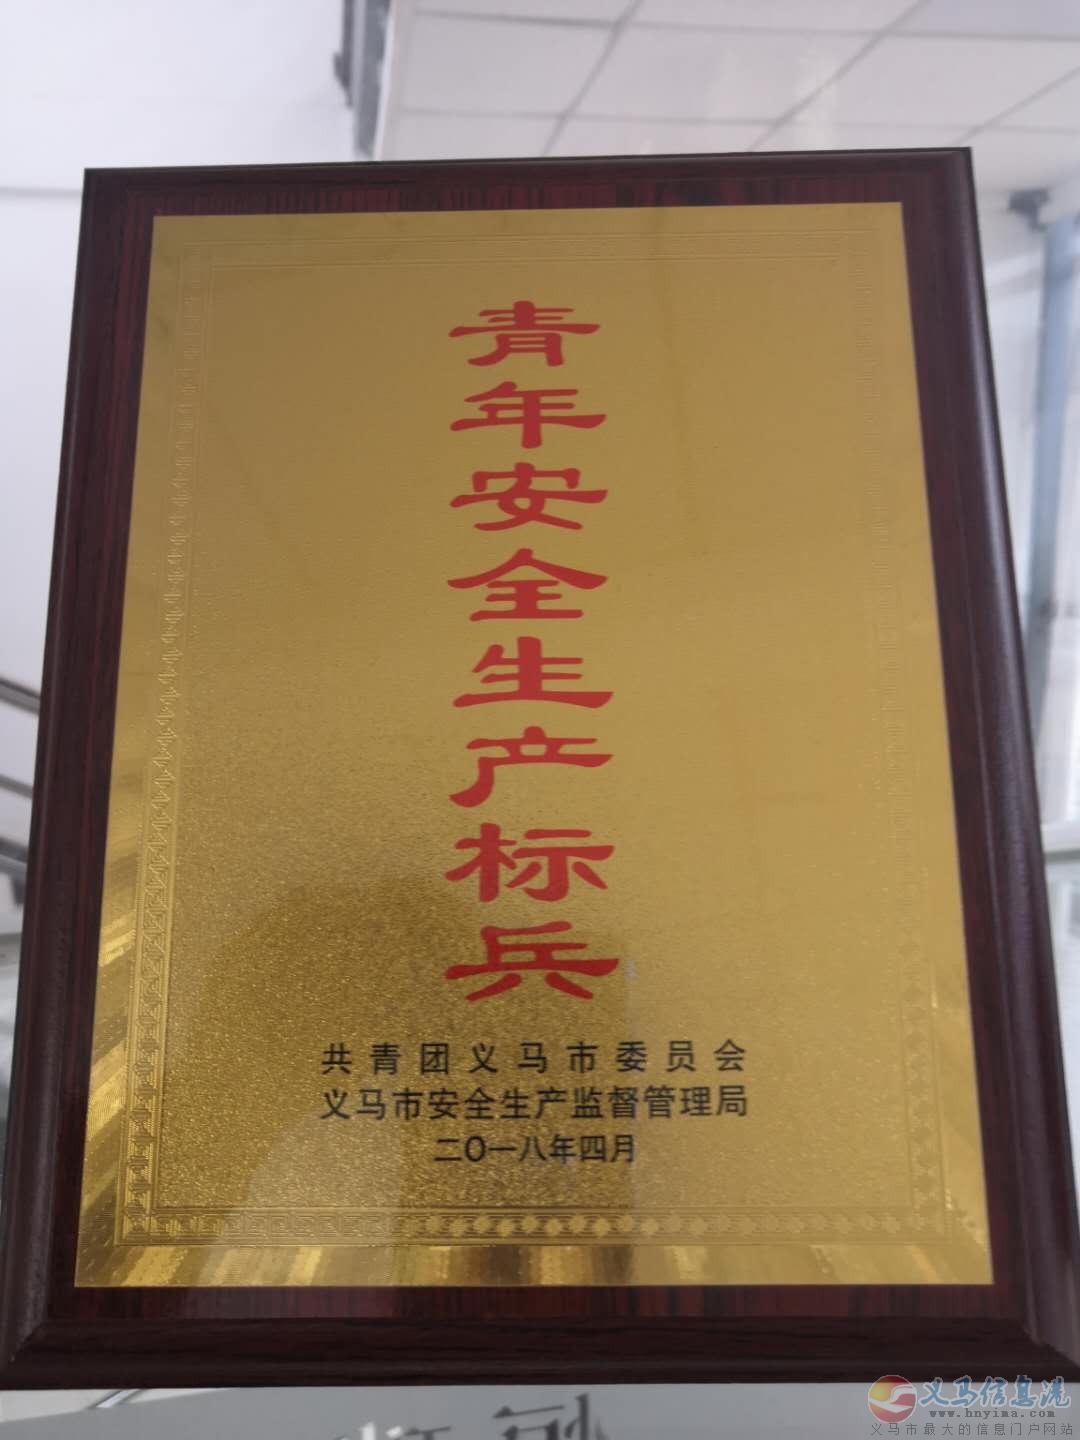 青年安全生产标兵
共青团义马市委员会
义马市安全生产监督管理局
二〇一八年四月
义马信息港
www.hnyima.com
义马市最大的信息门户网站